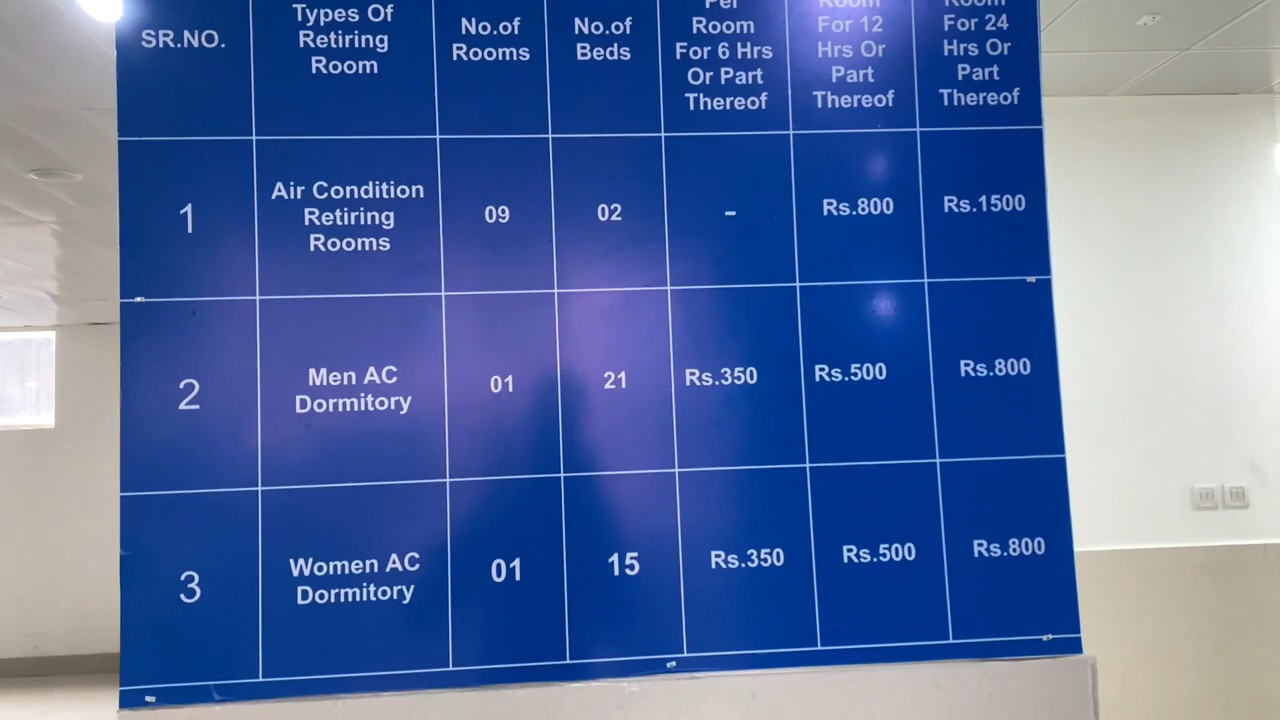 SR.NO.
Types Of
Retiring
Room
No.of
Rooms
No.of
Beds
Per
Room
For 6 Hrs
Or Part
Thereof
Room
For 12
Hrs Or
Part
Thereof
Room
For 24
Hrs Or
Part
Thereof
1
Air Condition
Retiring
Rooms
09
02
-
Rs.800
Rs.1500
2
Men AC
Dormitory
01
21
Rs.350
Rs.500
Rs.800
3
Women AC
Dormitory
01
15
Rs.350
Rs.500
Rs.800